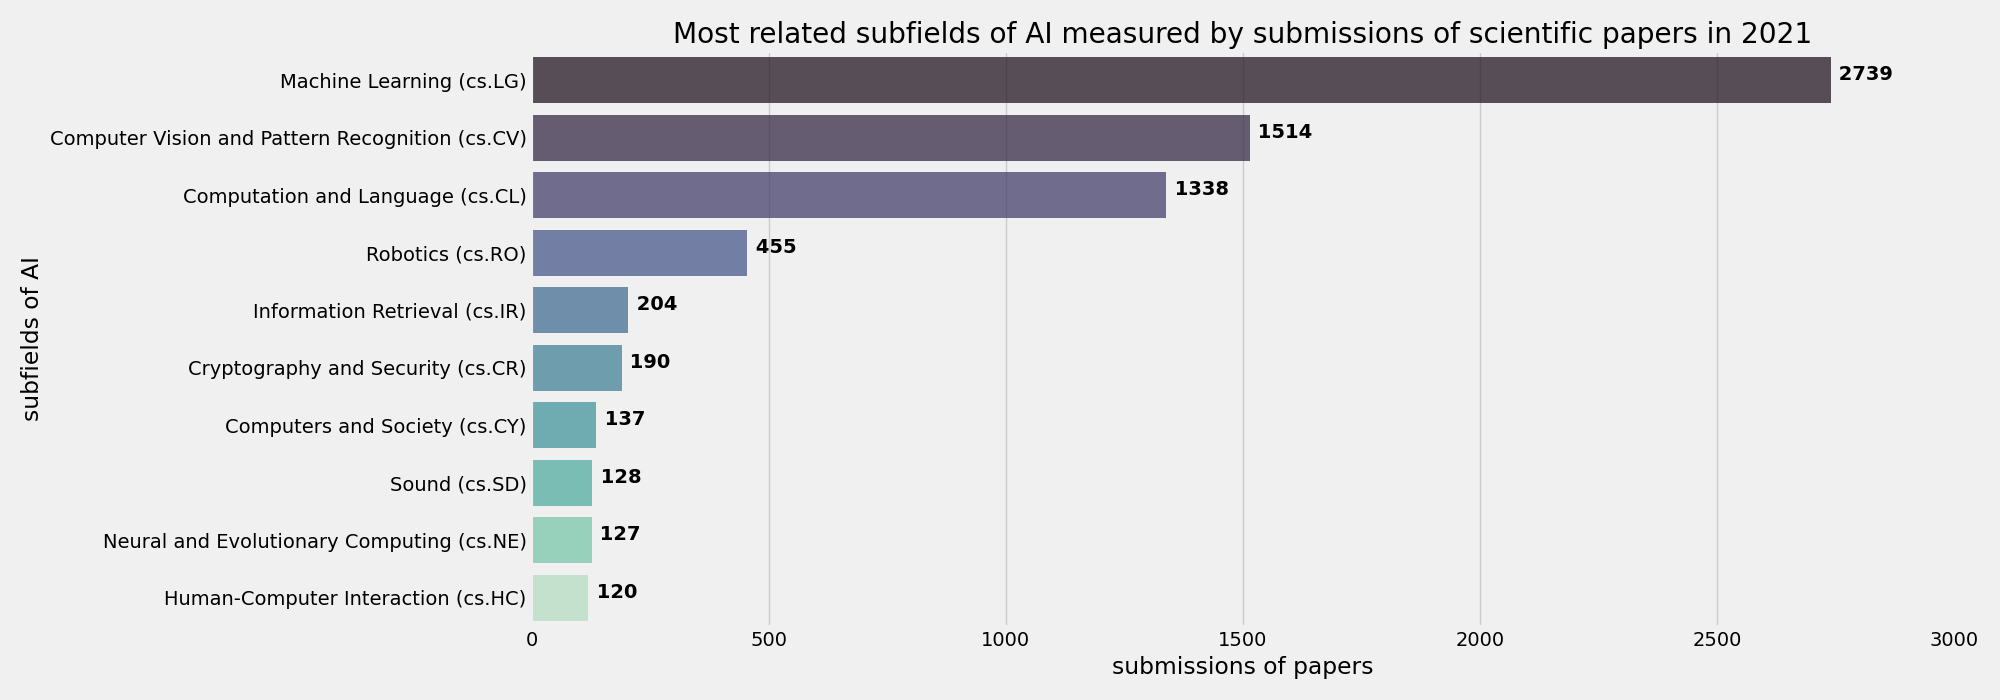 Most related subfields of AI measured by submissions of scientific papers in 2021
subfields of AI
Machine Learning (cs.LG) 2739
Computer Vision and Pattern Recognition (cs.CV) 1514
Computation and Language (cs.CL) 1338
Robotics (cs.RO) 455
Information Retrieval (cs.IR) 204
Cryptography and Security (cs.CR) 190
Computers and Society (cs.CY) 137
Sound (cs.SD) 128
Neural and Evolutionary Computing (cs.NE) 127
Human-Computer Interaction (cs.HC) 120
0 500 1000 1500 2000 2500 3000
submissions of papers